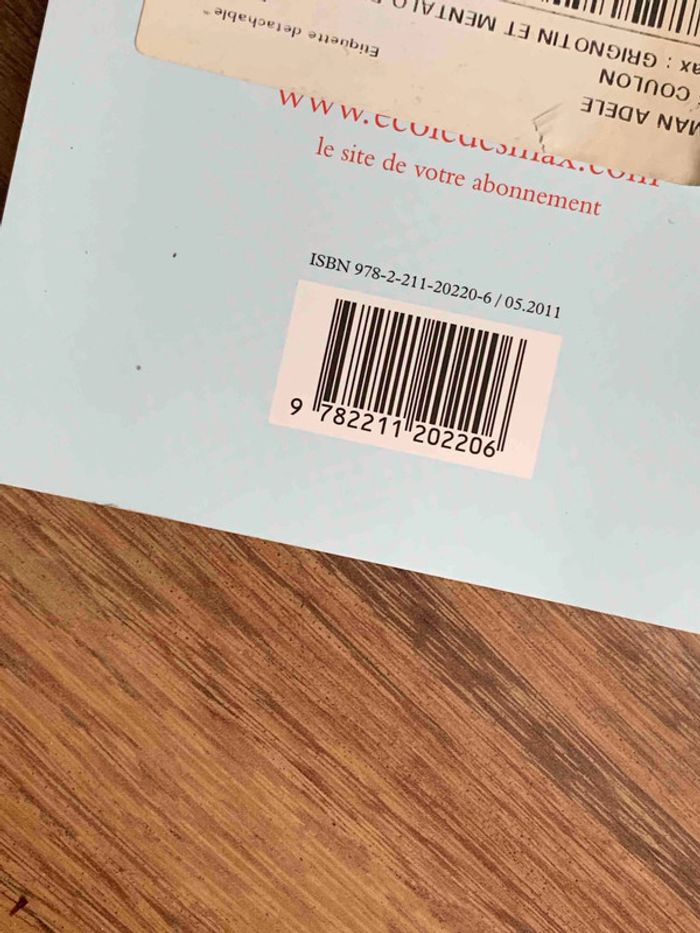 MAN ADELE
COULON
ax : GRIGNOTIN ET MENTALO
Etiquette détachable™
www.ecoledesmax.com
le site de votre abonnement
ISBN 978-2-211-20220-6 / 05.2011
9 782211 202206